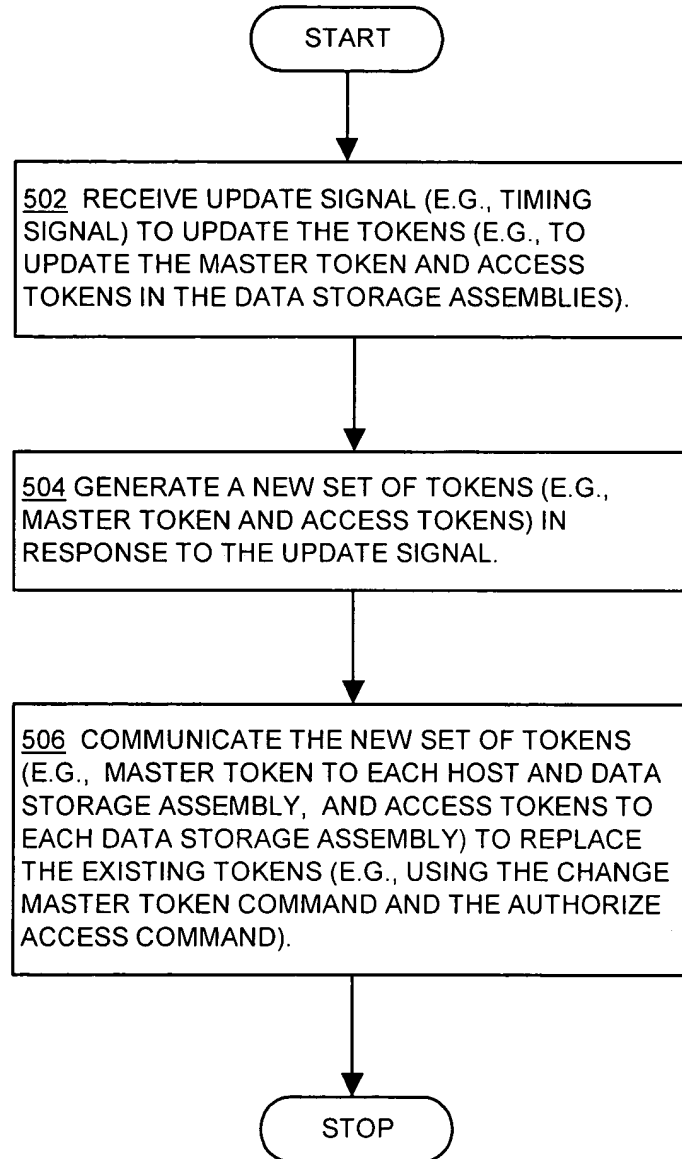 START
502 RECEIVE UPDATE SIGNAL (E.G., TIMING
SIGNAL) TO UPDATE THE TOKENS (E.G., TO
UPDATE THE MASTER TOKEN AND ACCESS
TOKENS IN THE DATA STORAGE ASSEMBLIES).
504 GENERATE A NEW SET OF TOKENS (E.G.,
MASTER TOKEN AND ACCESS TOKENS) IN
RESPONSE TO THE UPDATE SIGNAL.
506 COMMUNICATE THE NEW SET OF TOKENS
(E.G., MASTER TOKEN TO EACH HOST AND DATA
STORAGE ASSEMBLY, AND ACCESS TOKENS TO
EACH DATA STORAGE ASSEMBLY) TO REPLACE
THE EXISTING TOKENS (E.G., USING THE CHANGE
MASTER TOKEN COMMAND AND THE AUTHORIZE
ACCESS COMMAND).
STOP